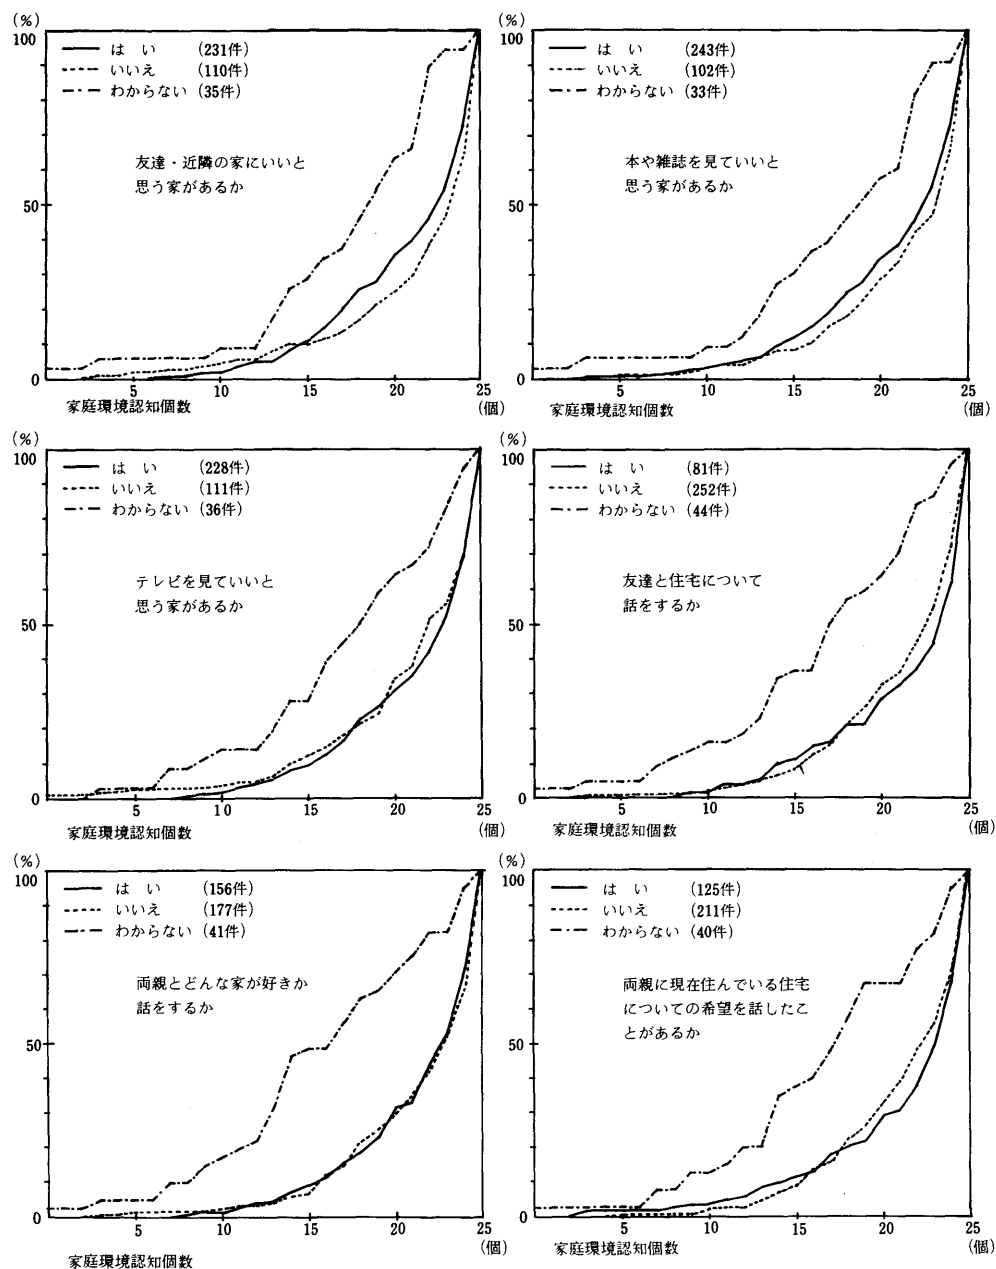 (%)
100
は い (231件)
いいえ (110件)
わからない (35件)
友達・近隣の家にいいと
思う家があるか
50
0
5
10
15
20
25
家庭環境認知個数
(個)
(%)
100
は い (243件)
いいえ (102件)
わからない (33件)
本や雑誌を見ていいと
思う家があるか
50
0
5
10
15
20
25
家庭環境認知個数
(個)
(%)
100
は い (228件)
いいえ (111件)
わからない (36件)
テレビを見ていいと
思う家があるか
50
0
5
10
15
20
25
家庭環境認知個数
(個)
(%)
100
は い (81件)
いいえ (252件)
わからない (44件)
友達と住宅について
話をするか
50
0
5
10
15
20
25
家庭環境認知個数
(個)
(%)
100
は い (156件)
いいえ (177件)
わからない (41件)
両親とどんな家が好きか
話をするか
50
0
5
10
15
20
25
家庭環境認知個数
(個)
(%)
100
は い (125件)
いいえ (211件)
わからない (40件)
両親に現在住んでいる住宅
についての希望を話したこ
とがあるか
50
0
5
10
15
20
25
家庭環境認知個数
(個)